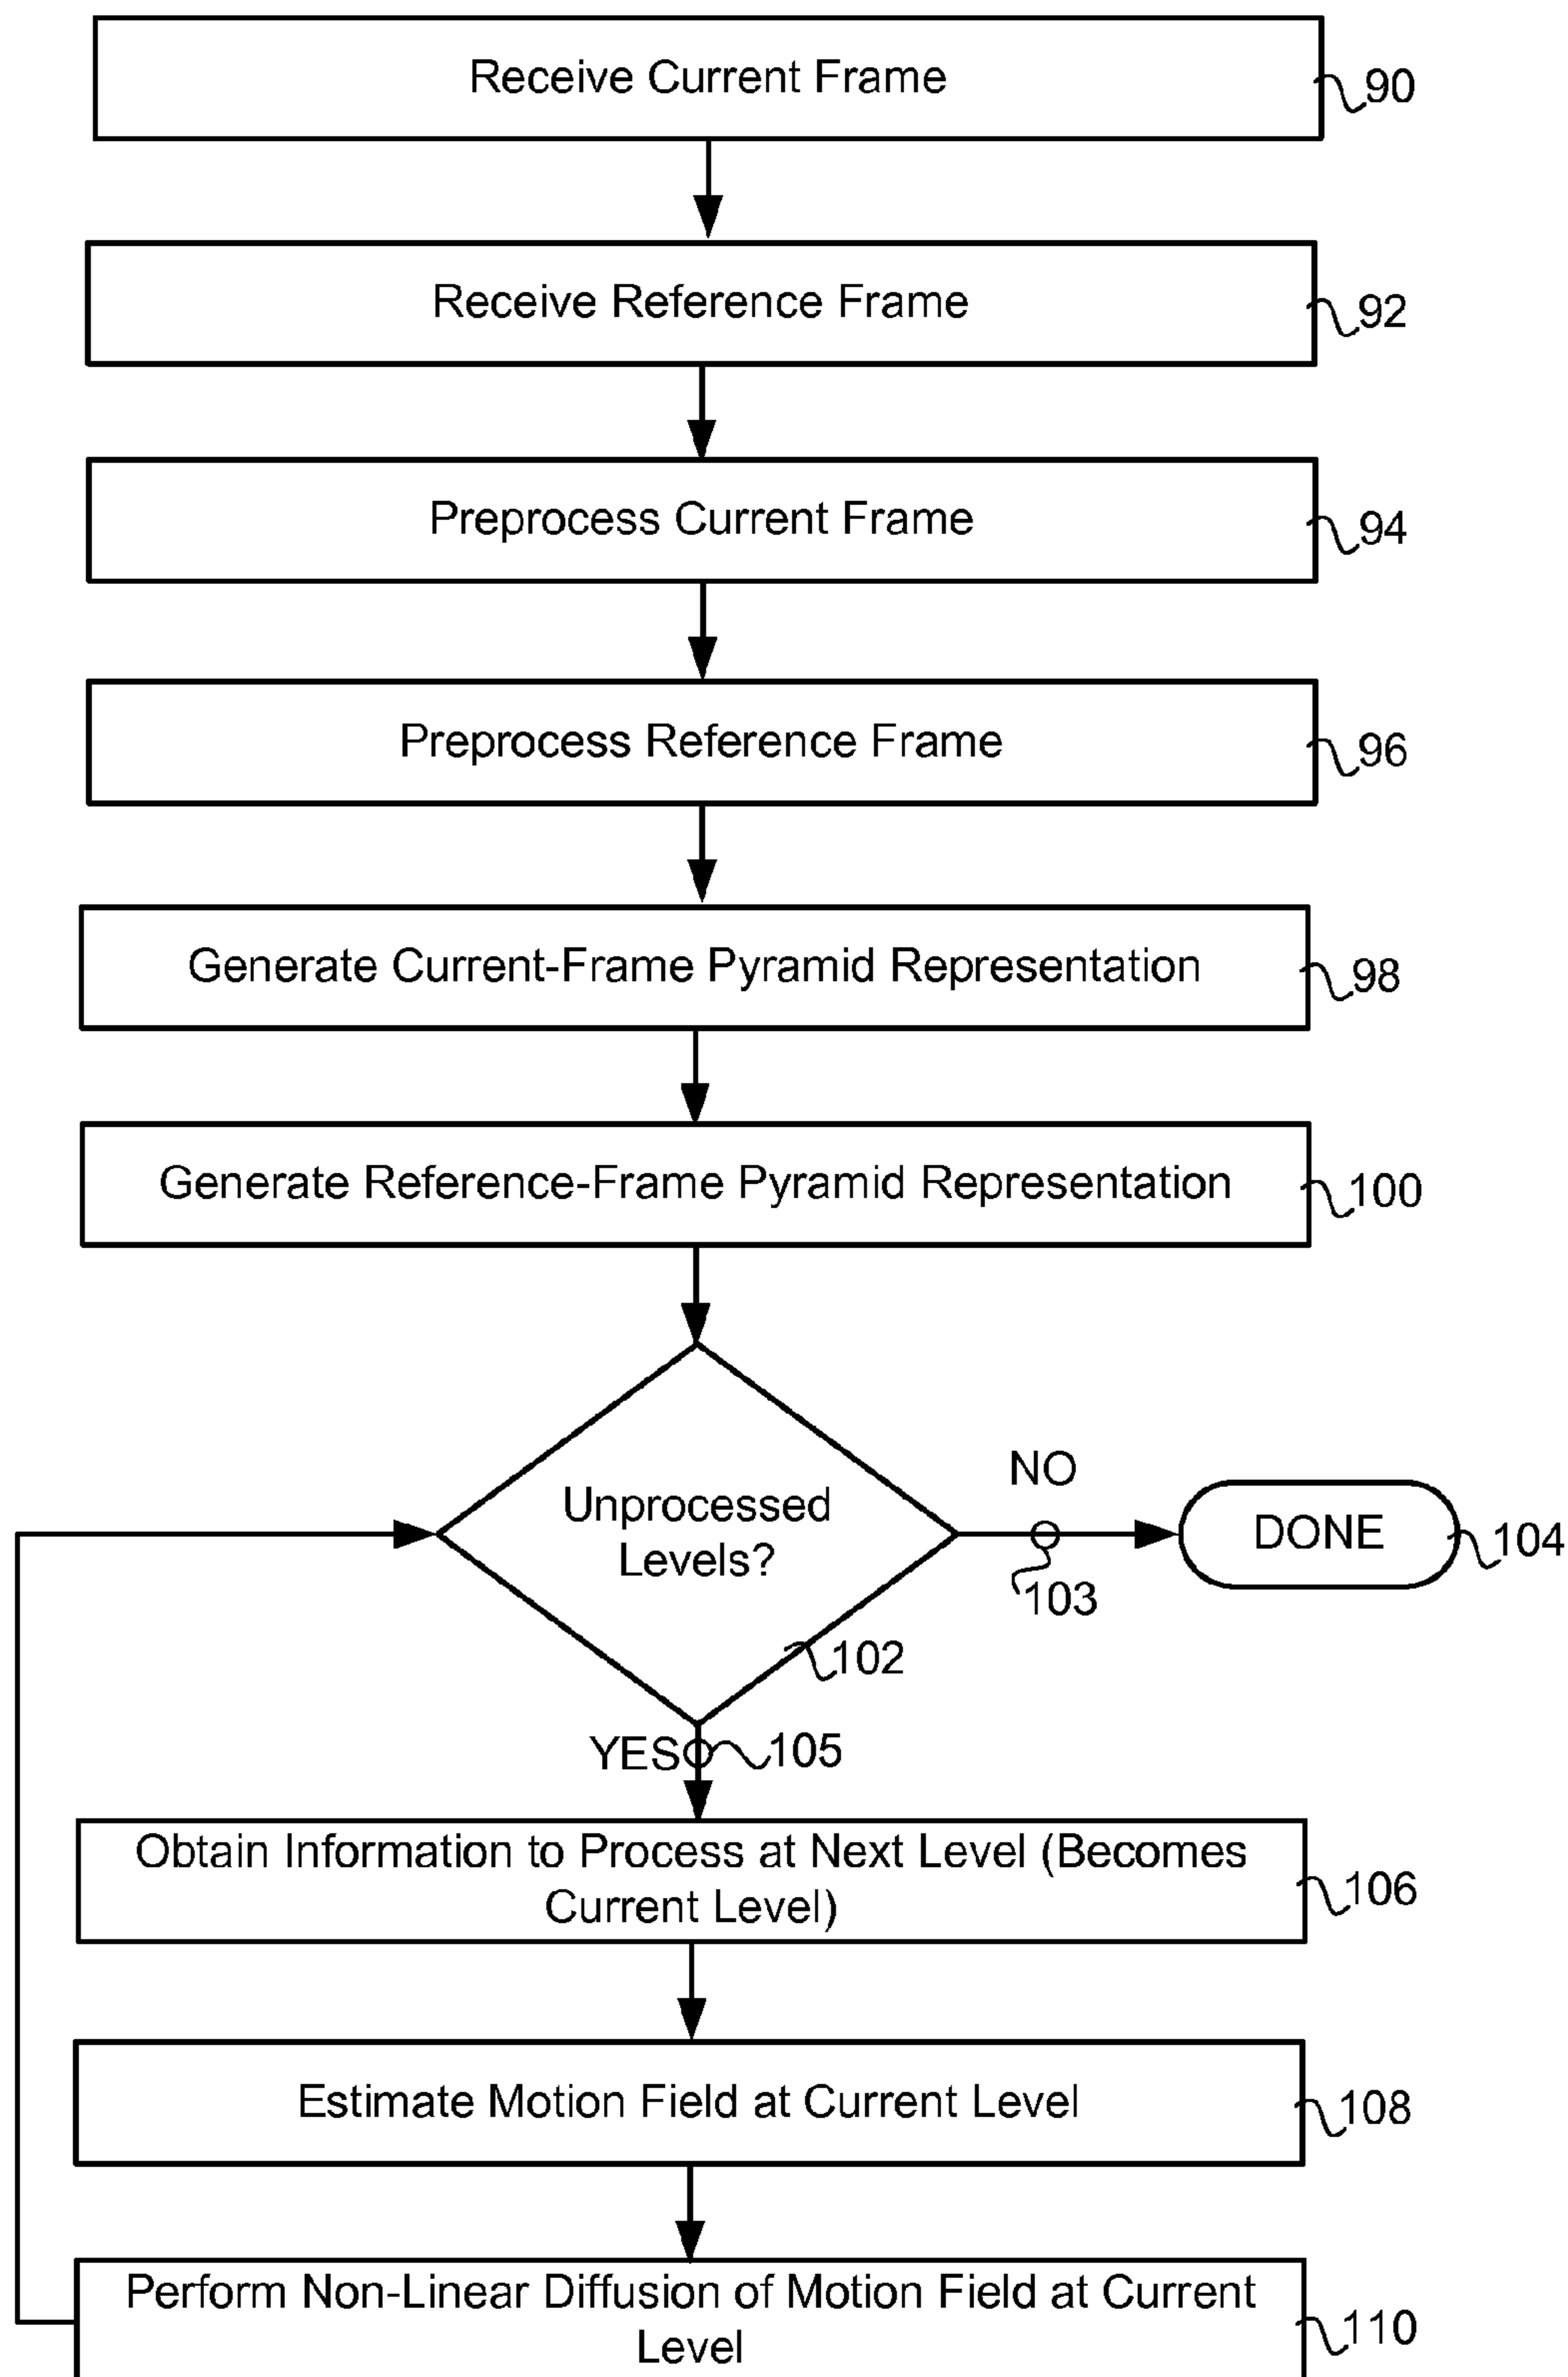 Receive Current Frame
90
Receive Reference Frame
92
Preprocess Current Frame
94
Preprocess Reference Frame
96
Generate Current-Frame Pyramid Representation
98
Generate Reference-Frame Pyramid Representation
100
Unprocessed
Levels?
102
NO
103
DONE
104
YES
105
Obtain Information to Process at Next Level (Becomes
Current Level)
106
Estimate Motion Field at Current Level
108
Perform Non-Linear Diffusion of Motion Field at Current
Level
110